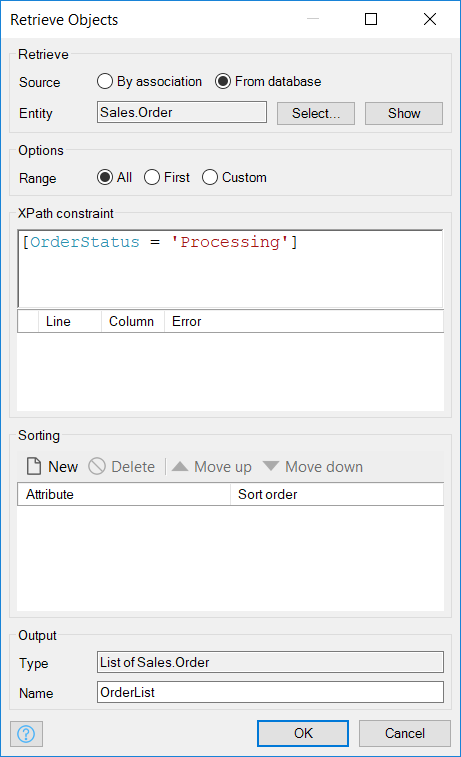 Retrieve Objects
Retrieve
Source By association From database
Entity Sales.Order Select... Show
Options
Range All First Custom
XPath constraint
[OrderStatus = 'Processing']
Line Column Error
Sorting
New Delete Move up Move down
Attribute Sort order
Output
Type List of Sales.Order
Name OrderList
? OK Cancel